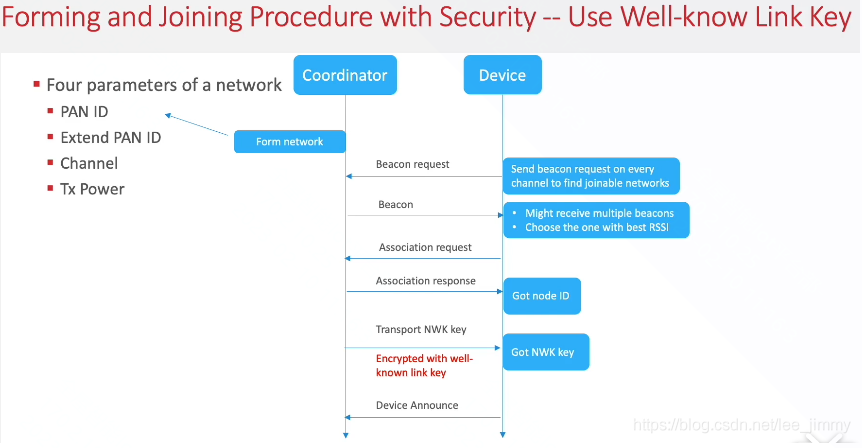 Forming and Joining Procedure with Security -- Use Well-know Link Key
Four parameters of a network
PAN ID
Extend PAN ID
Channel
Tx Power
Coordinator
Device
Form network
Beacon request
Send beacon request on every
channel to find joinable networks
Beacon
Might receive multiple beacons
Choose the one with best RSSI
Association request
Association response
Got node ID
Transport NWK key
Encrypted with well-
known link key
Got NWK key
Device Announce
https://blog.csdn.net/lee_jimmy